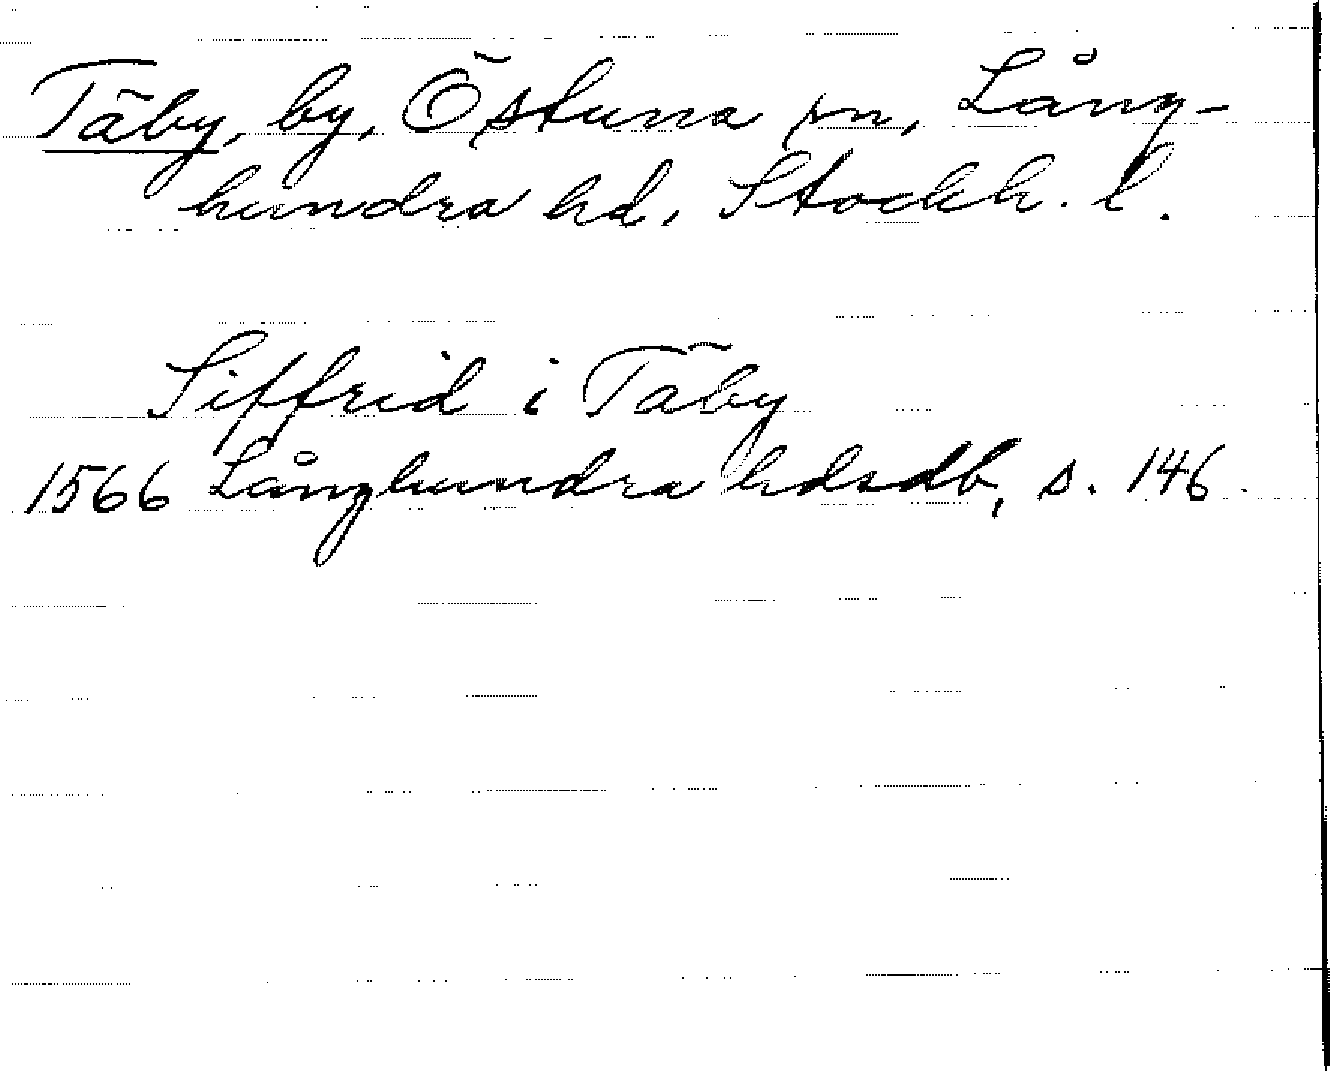 Täby, by, Östuna sn, Lång-
hundra hd, Stockh. l.
Siffrid i Täby
1566 Långhundra hdsdb, s. 146.